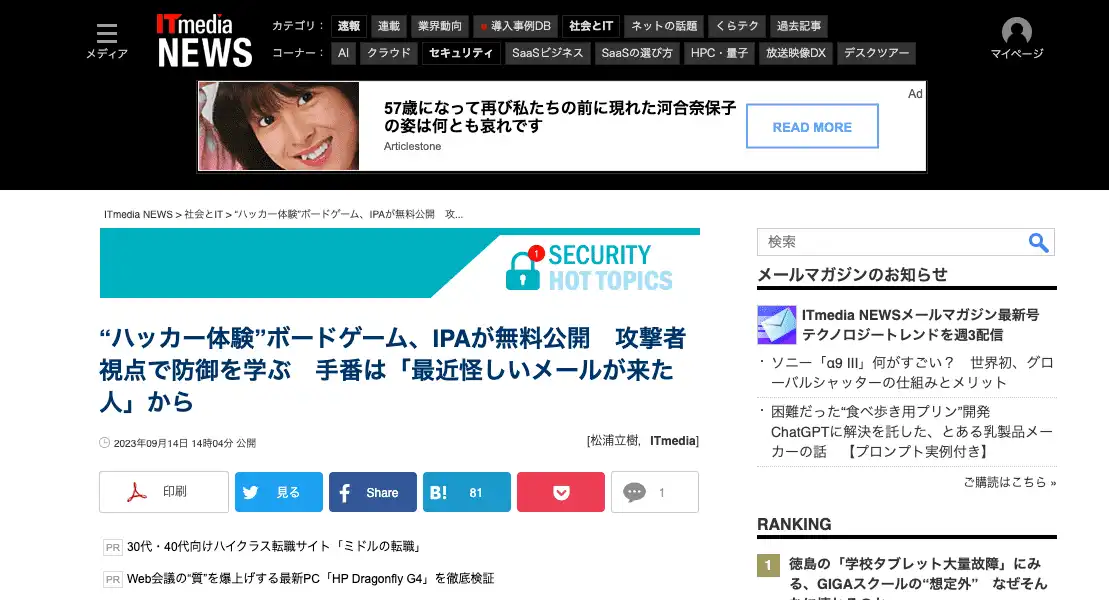 メディア
ITmedia
NEWS
カテゴリ： 速報 連載 業界動向 導入事例DB 社会とIT ネットの話題 くらテク 過去記事
コーナー： AI クラウド セキュリティ SaaSビジネス SaaSの選び方 HPC・量子 放送映像DX デスクツアー
マイページ
57歳になって再び私たちの前に現れた河合奈保子
の姿は何とも哀れです
Articlestone
READ MORE
Ad
ITmedia NEWS > 社会とIT > “ハッカー体験”ボードゲーム、IPAが無料公開　攻...
1
SECURITY
HOT TOPICS
“ハッカー体験”ボードゲーム、IPAが無料公開　攻撃者
視点で防御を学ぶ　手番は「最近怪しいメールが来た
人」から
2023年09月14日 14時04分 公開
[松浦立樹, ITmedia]
印刷 見る Share B! 81 1
PR 30代・40代向けハイクラス転職サイト「ミドルの転職」
PR Web会議の“質”を爆上げする最新PC「HP Dragonfly G4」を徹底検証
検索
メールマガジンのお知らせ
ITmedia NEWSメールマガジン最新号
テクノロジートレンドを週3配信
・ソニー「α9 III」何がすごい？　世界初、グロ
ーバルシャッターの仕組みとメリット
・困難だった“食べ歩き用プリン”開発
ChatGPTに解決を託した、とある乳製品メー
カーの話　【プロンプト実例付き】
ご購読はこちら »
RANKING
1 徳島の「学校タブレット大量故障」にみ
る、GIGAスクールの“想定外”　なぜそん